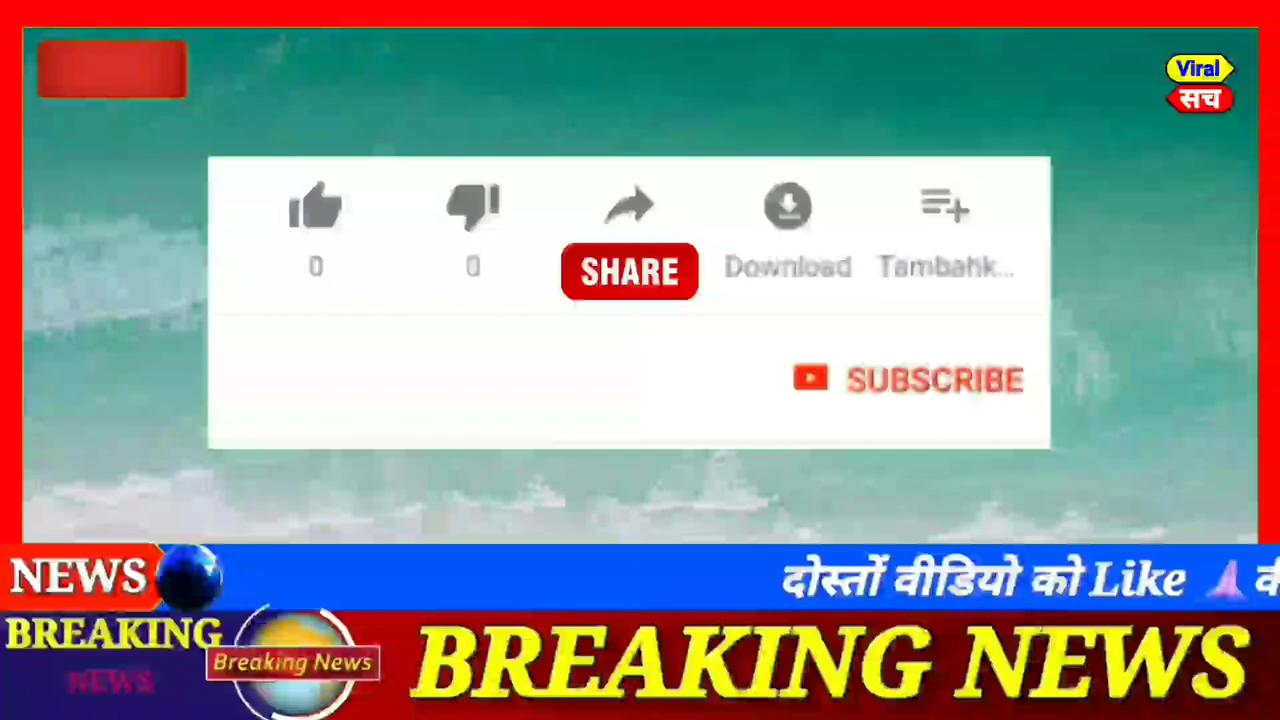 Viral
सच
0 0 SHARE Download Tambahk...
SUBSCRIBE
NEWS
दोस्तों वीडियो को Like 🙏
BREAKING
NEWS
Breaking News
BREAKING NEWS